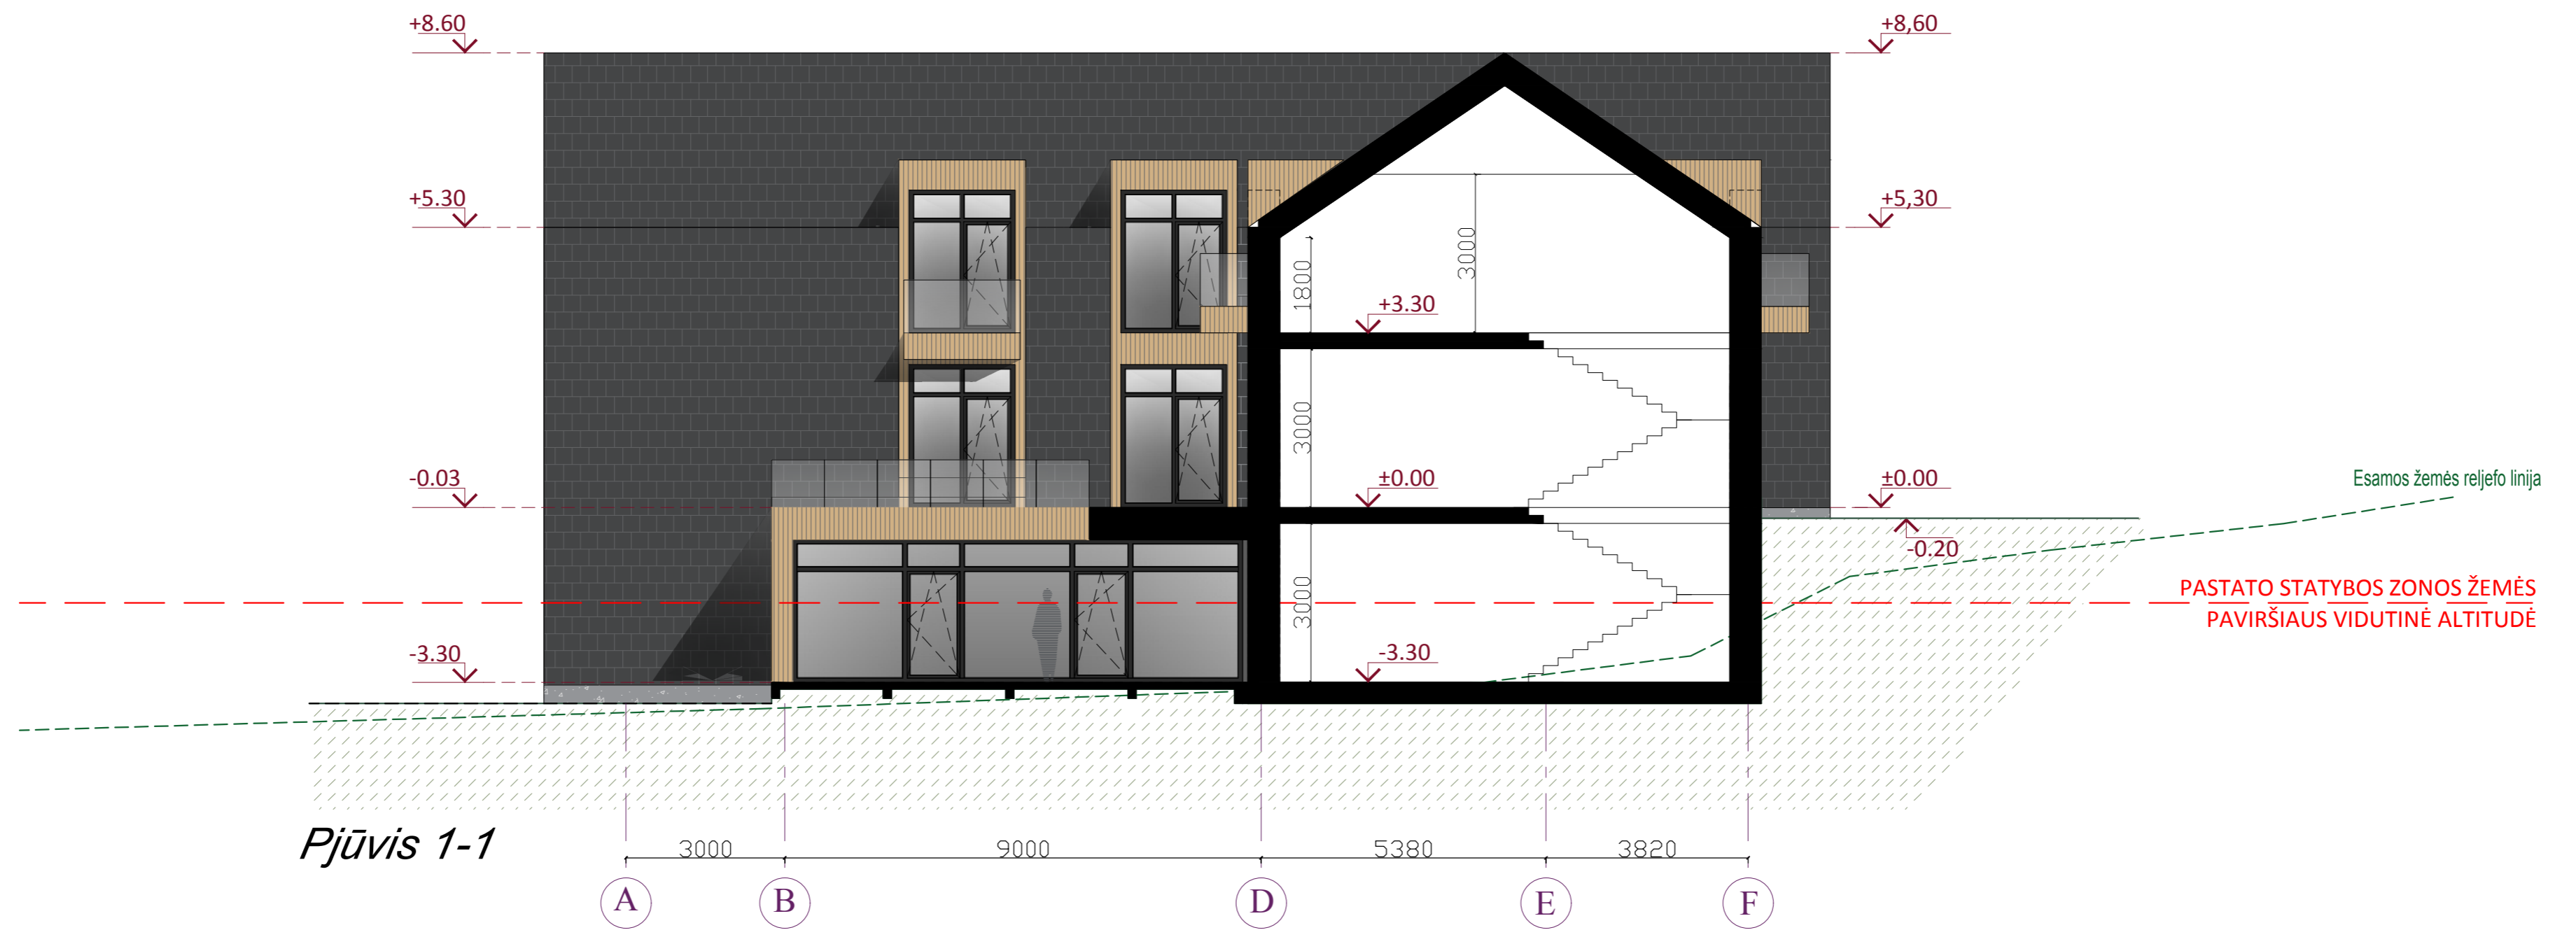 +8.60
+8,60
+5.30
+5,30
3000
1800
+3.30
3000
-0.03
±0.00
±0.00
Esamos žemės reljefo linija
-0.20
PASTATO STATYBOS ZONOS ŽEMĖS
PAVIRŠIAUS VIDUTINĖ ALTITUDĖ
3000
-3.30
-3.30
Pjūvis 1-1
3000
9000
5380
3820
A
B
D
E
F